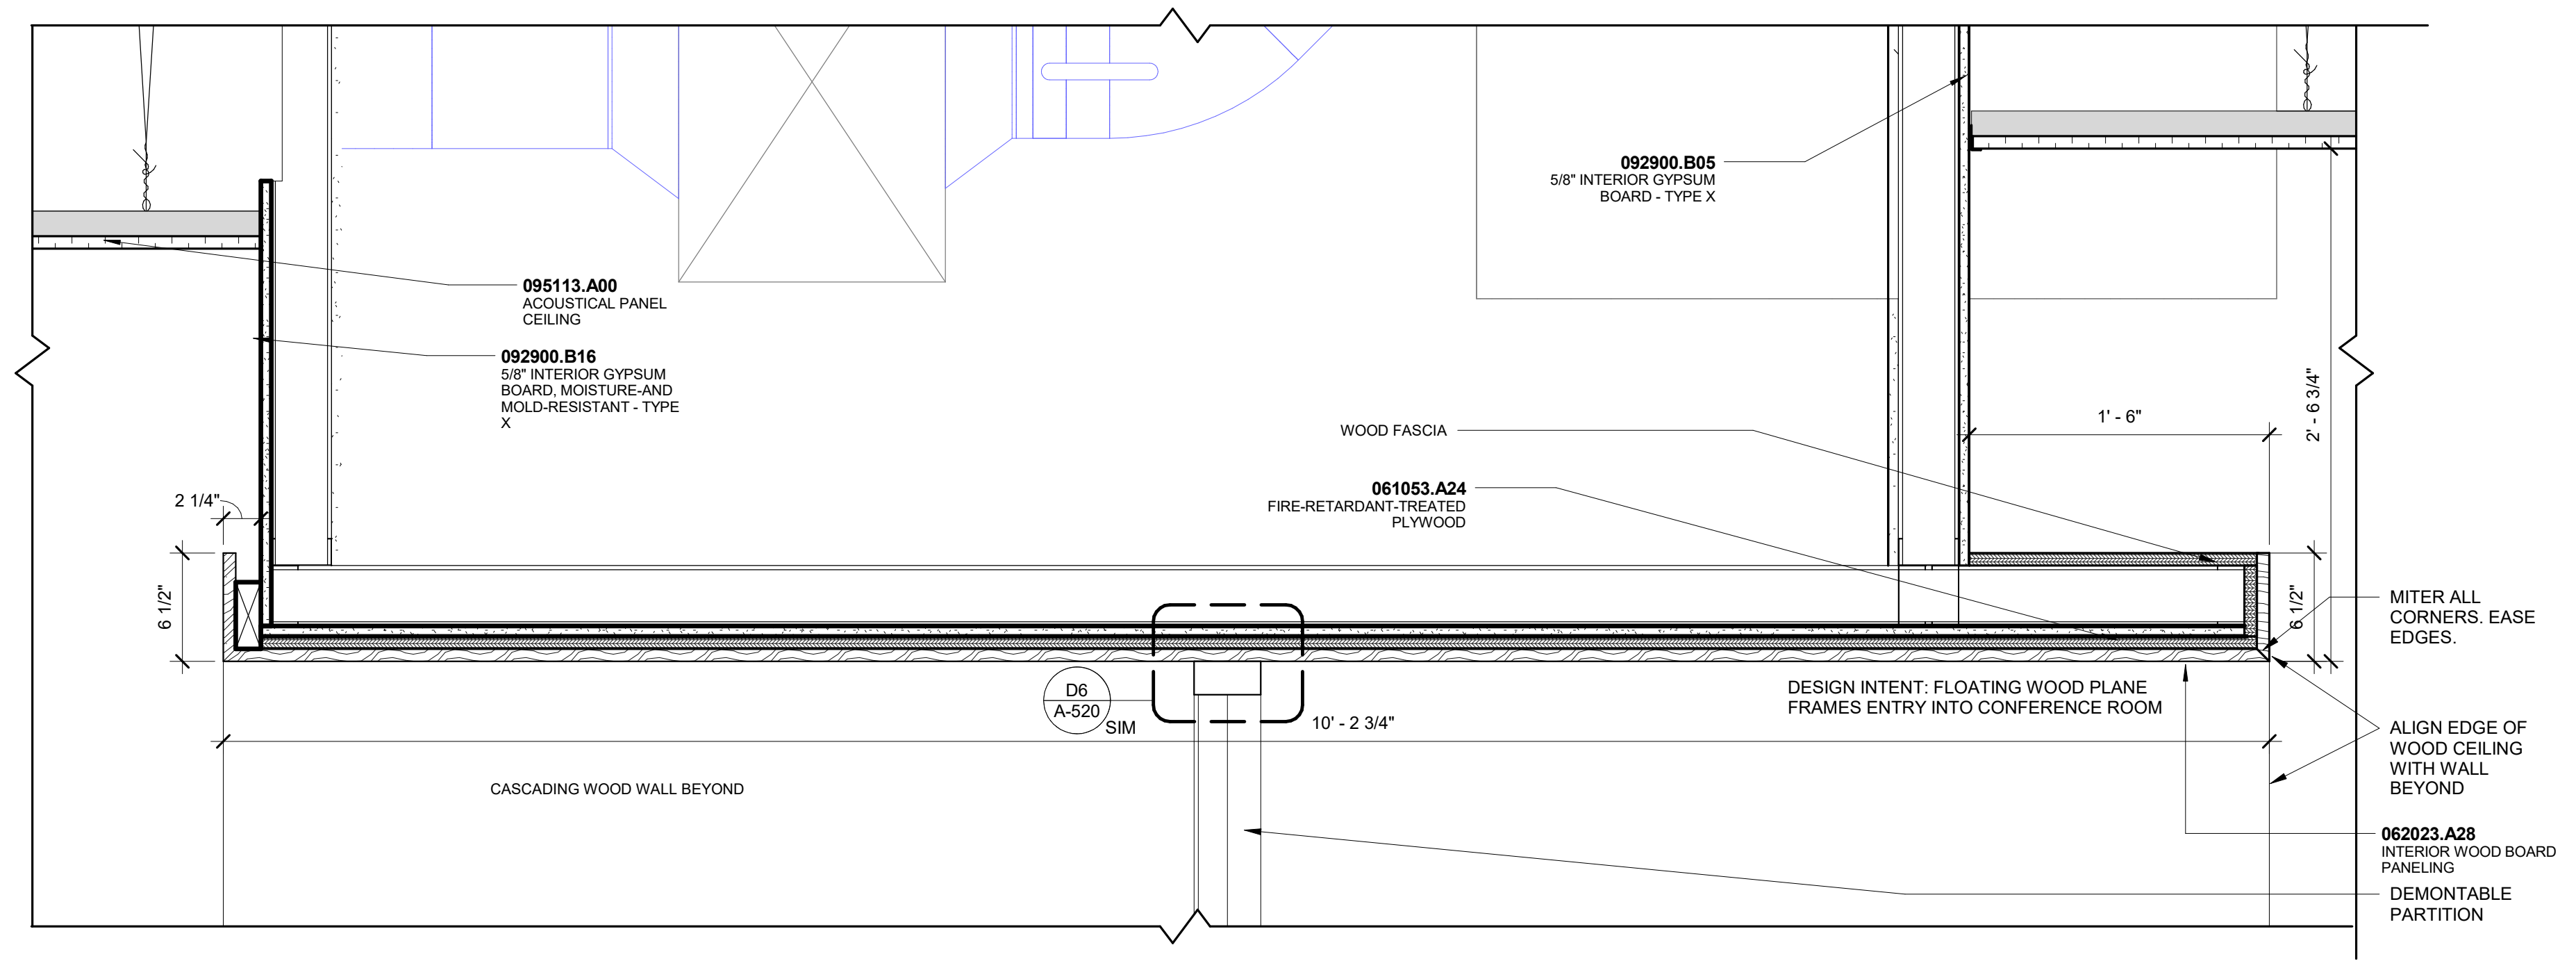 092900.B05
5/8" INTERIOR GYPSUM
BOARD - TYPE X
095113.A00
ACOUSTICAL PANEL
CEILING
092900.B16
5/8" INTERIOR GYPSUM
BOARD, MOISTURE-AND
MOLD-RESISTANT - TYPE
X
2' - 6 3/4"
1' - 6"
WOOD FASCIA
061053.A24
FIRE-RETARDANT-TREATED
PLYWOOD
2 1/4"
6 1/2"
6 1/2"
MITER ALL
CORNERS. EASE
EDGES.
D6
A-520
SIM
10' - 2 3/4"
DESIGN INTENT: FLOATING WOOD PLANE
FRAMES ENTRY INTO CONFERENCE ROOM
ALIGN EDGE OF
WOOD CEILING
WITH WALL
BEYOND
CASCADING WOOD WALL BEYOND
062023.A28
INTERIOR WOOD BOARD
PANELING
DEMONTABLE
PARTITION